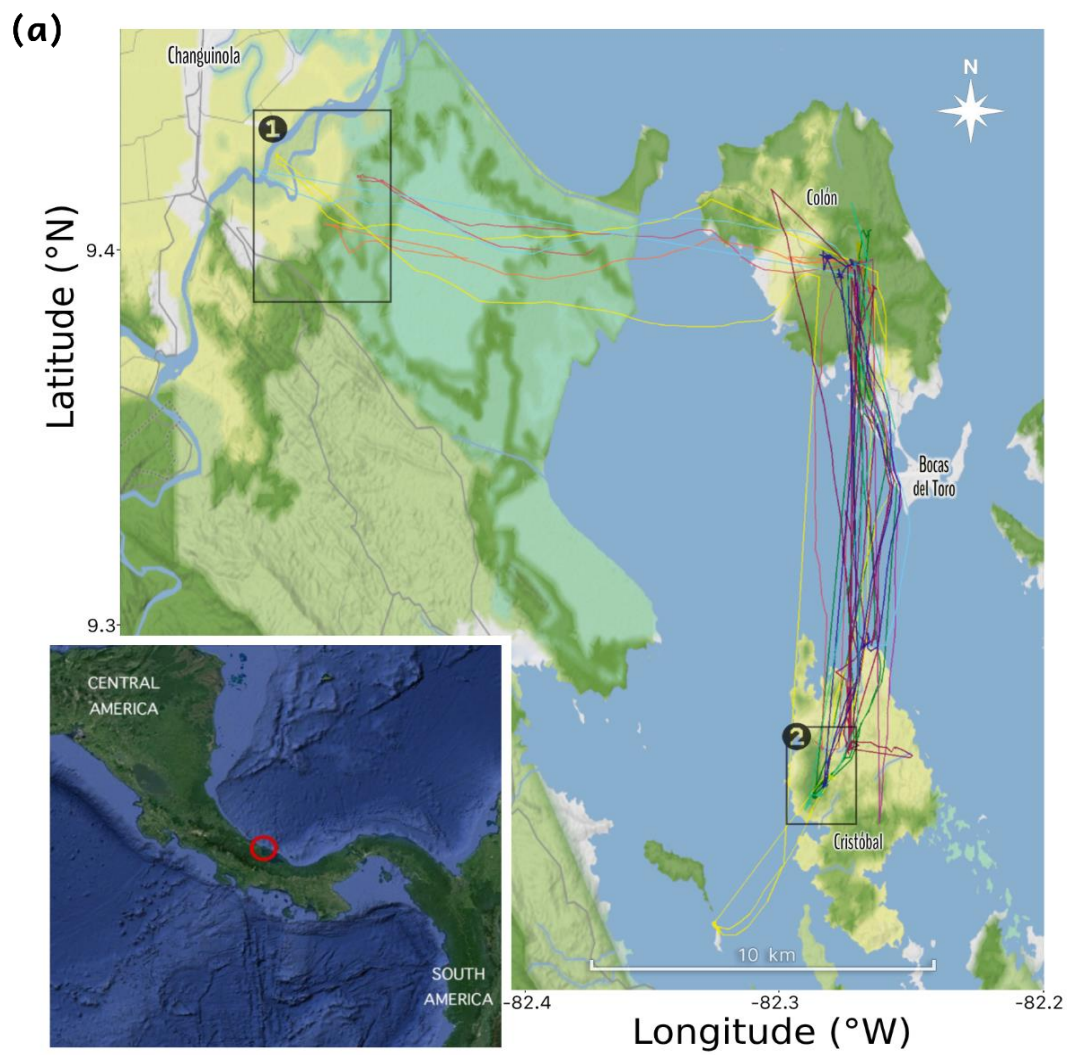 (a)
Changuinola
N
1
Colón
9.4
Latitude (°N)
Bocas
del Toro
9.3
CENTRAL
AMERICA
2
Cristóbal
10 km
SOUTH
AMERICA
-82.4
-82.3
-82.2
Longitude (°W)